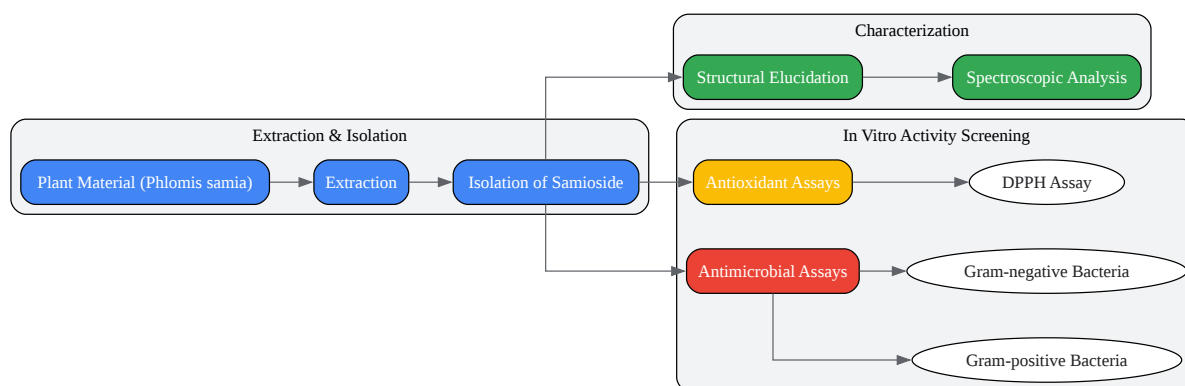 Characterization
Structural Elucidation
Spectroscopic Analysis
Extraction & Isolation
Plant Material (Phlomis samia)
Extraction
Isolation of Samioside
In Vitro Activity Screening
Antioxidant Assays
DPPH Assay
Antimicrobial Assays
Gram-negative Bacteria
Gram-positive Bacteria